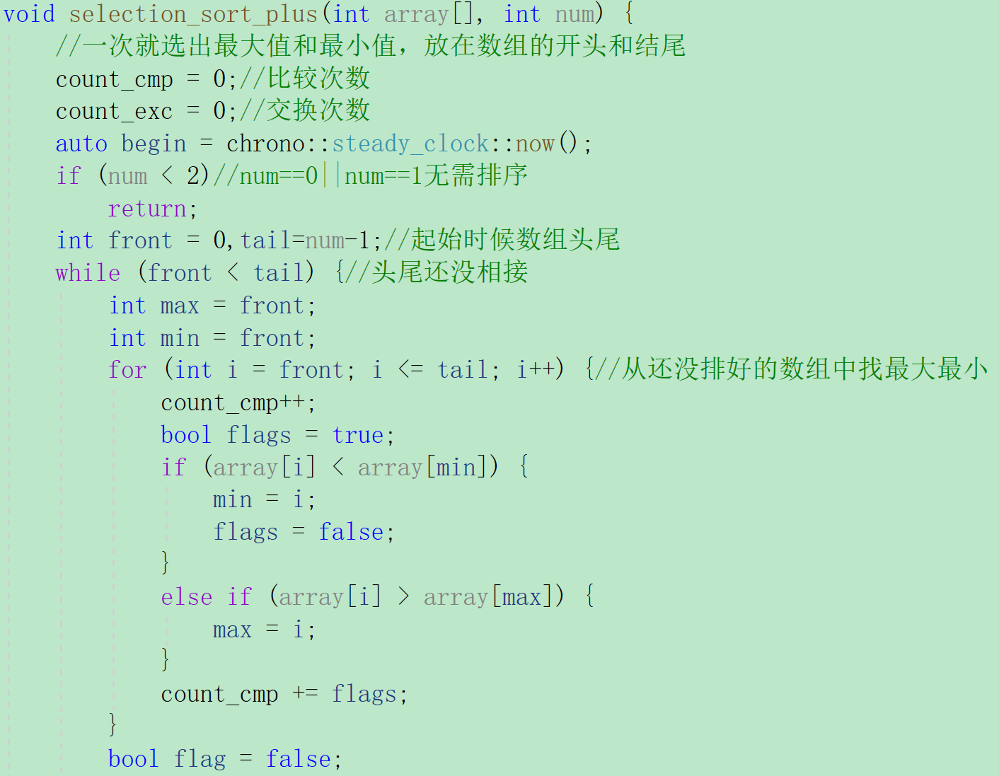 void selection_sort_plus(int array[], int num) {
//一次就选出最大值和最小值，放在数组的开头和结尾
count_cmp = 0;//比较次数
count_exc = 0;//交换次数
auto begin = chrono::steady_clock::now();
if (num < 2)//num==0||num==1无需排序
return;
int front = 0,tail=num-1;//起始时候数组头尾
while (front < tail) {//头尾还没相接
int max = front;
int min = front;
for (int i = front; i <= tail; i++) {//从还没排好的数组中找最大最小
count_cmp++;
bool flags = true;
if (array[i] < array[min]) {
min = i;
flags = false;
}
else if (array[i] > array[max]) {
max = i;
}
count_cmp += flags;
}
bool flag = false;